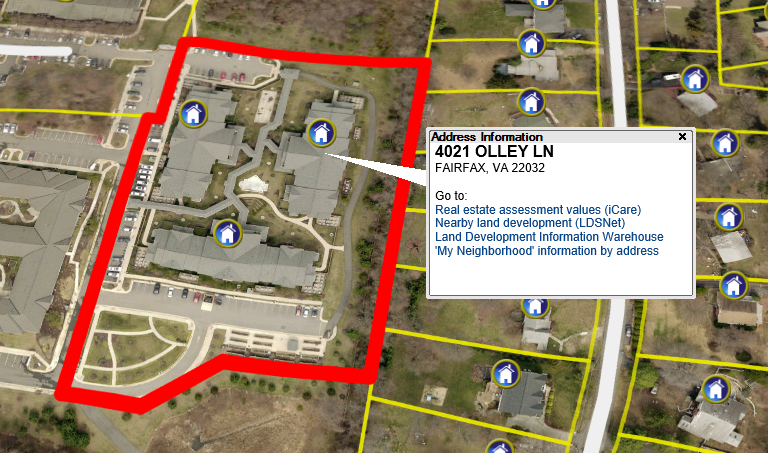 Address Information
4021 OLLEY LN
FAIRFAX, VA 22032
Go to:
Real estate assessment values (iCare)
Nearby land development (LDSNet)
Land Development Information Warehouse
'My Neighborhood' information by address